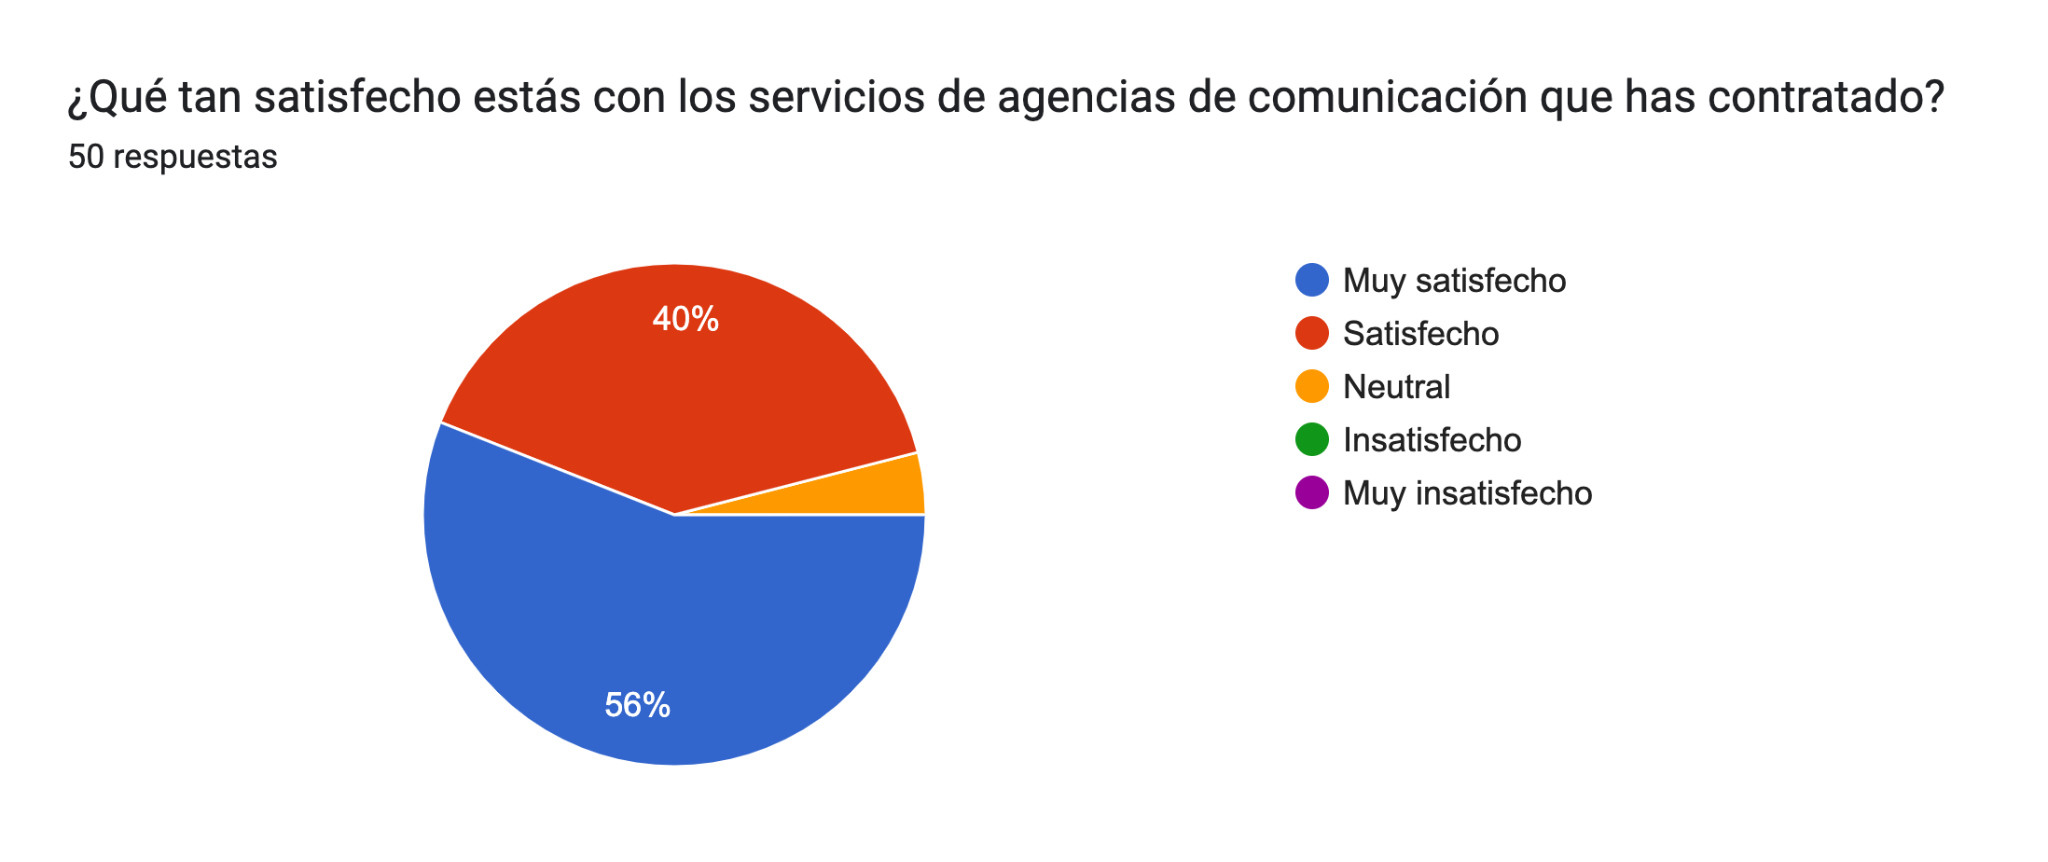 ¿Qué tan satisfecho estás con los servicios de agencias de comunicación que has contratado?
50 respuestas
40%
56%
Muy satisfecho
Satisfecho
Neutral
Insatisfecho
Muy insatisfecho